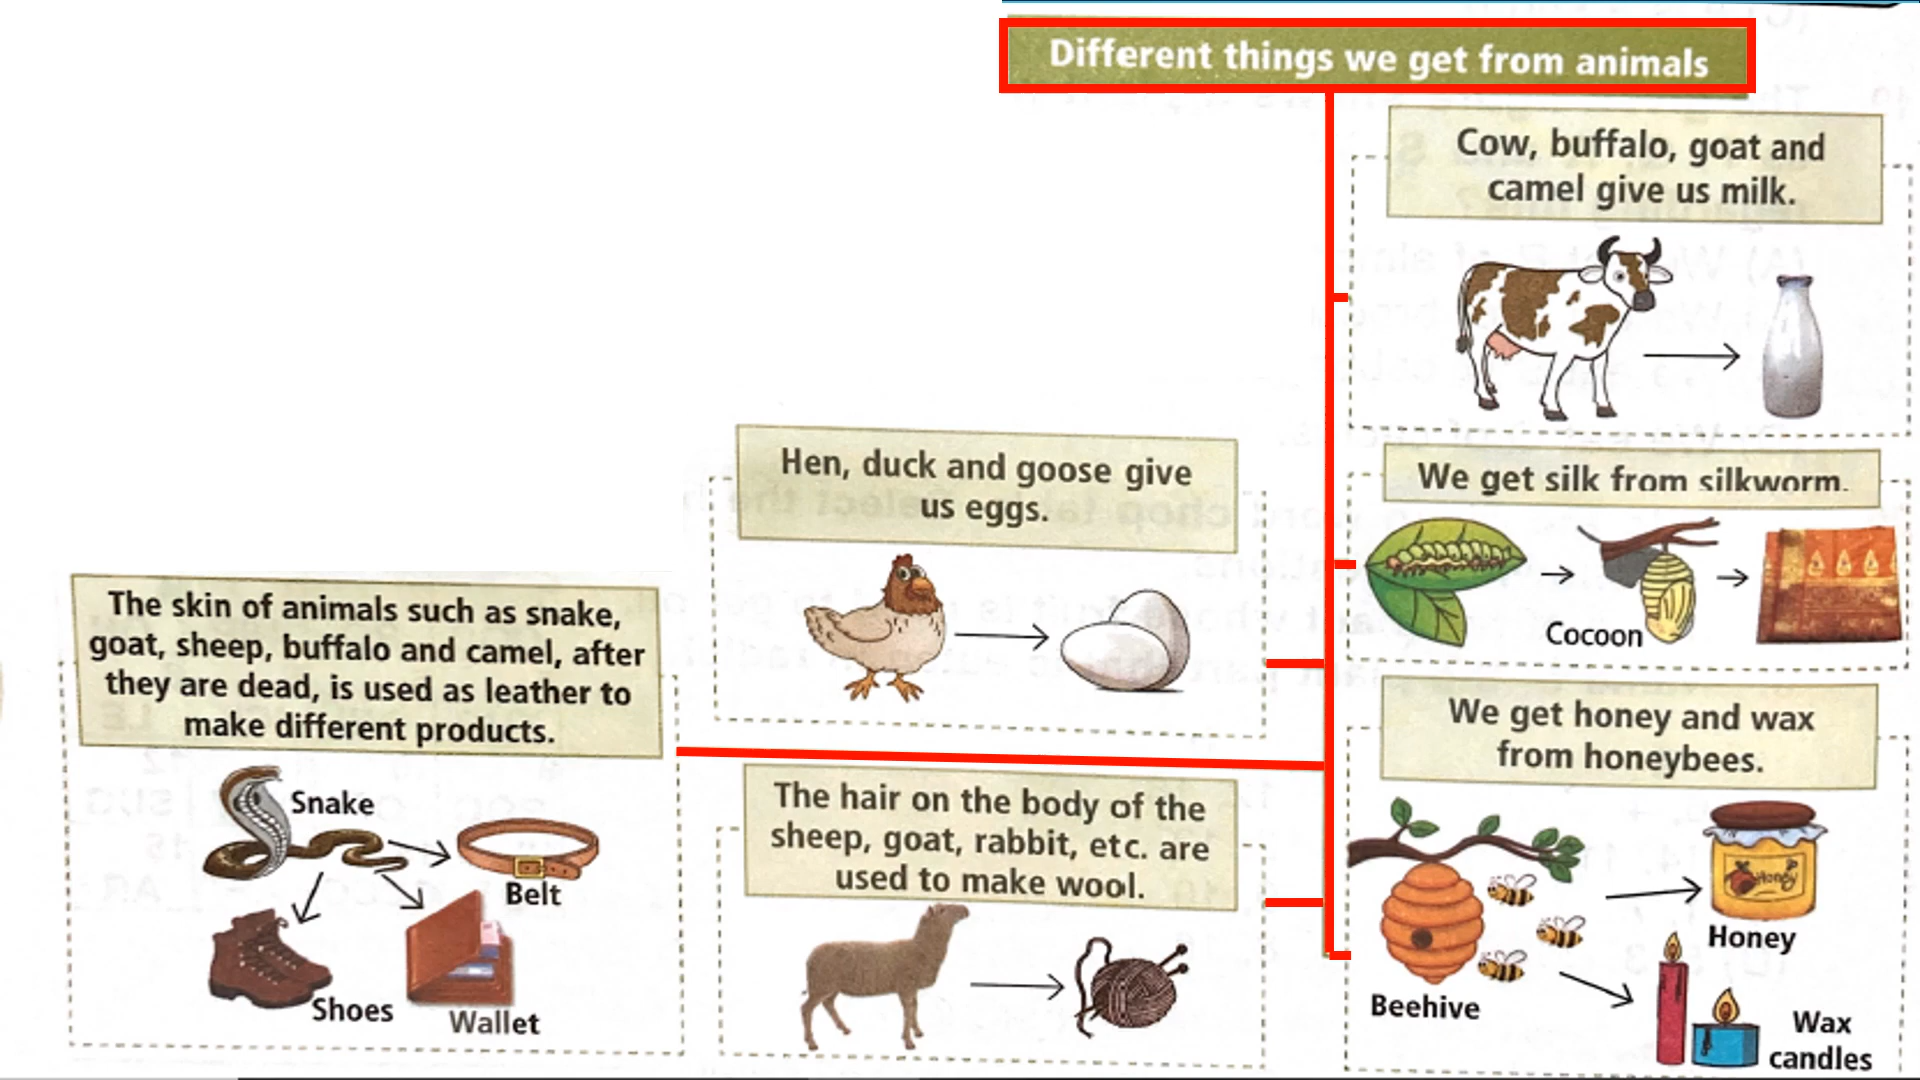 Different things we get from animals
Cow, buffalo, goat and
camel give us milk.
We get silk from silkworm.
Cocoon
We get honey and wax
from honeybees.
Honey
Honey
Beehive
Wax
candles
Hen, duck and goose give
us eggs.
The hair on the body of the
sheep, goat, rabbit, etc. are
used to make wool.
The skin of animals such as snake,
goat, sheep, buffalo and camel, after
they are dead, is used as leather to
make different products.
Snake
Belt
Shoes
Wallet